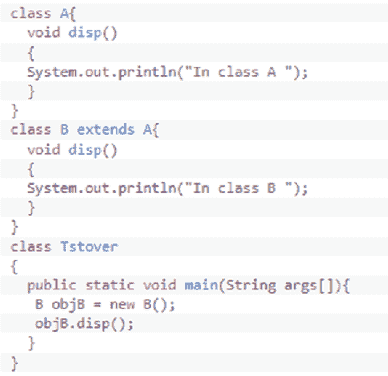 class A{
void disp()
{
System.out.println("In class A ");
}
}
class B extends A{
void disp()
{
System.out.println("In class B ");
}
}
class Tstover
{
public static void main(String args[]){
B objB = new B();
objB.disp();
}
}